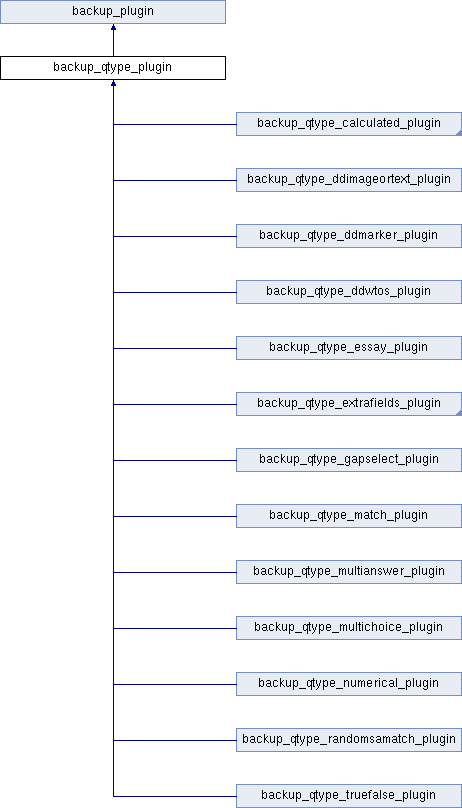 backup_plugin
backup_qtype_plugin
backup_qtype_calculated_plugin
backup_qtype_ddimageortext_plugin
backup_qtype_ddmarker_plugin
backup_qtype_ddwtos_plugin
backup_qtype_essay_plugin
backup_qtype_extrafields_plugin
backup_qtype_gapselect_plugin
backup_qtype_match_plugin
backup_qtype_multianswer_plugin
backup_qtype_multichoice_plugin
backup_qtype_numerical_plugin
backup_qtype_randomsamatch_plugin
backup_qtype_truefalse_plugin